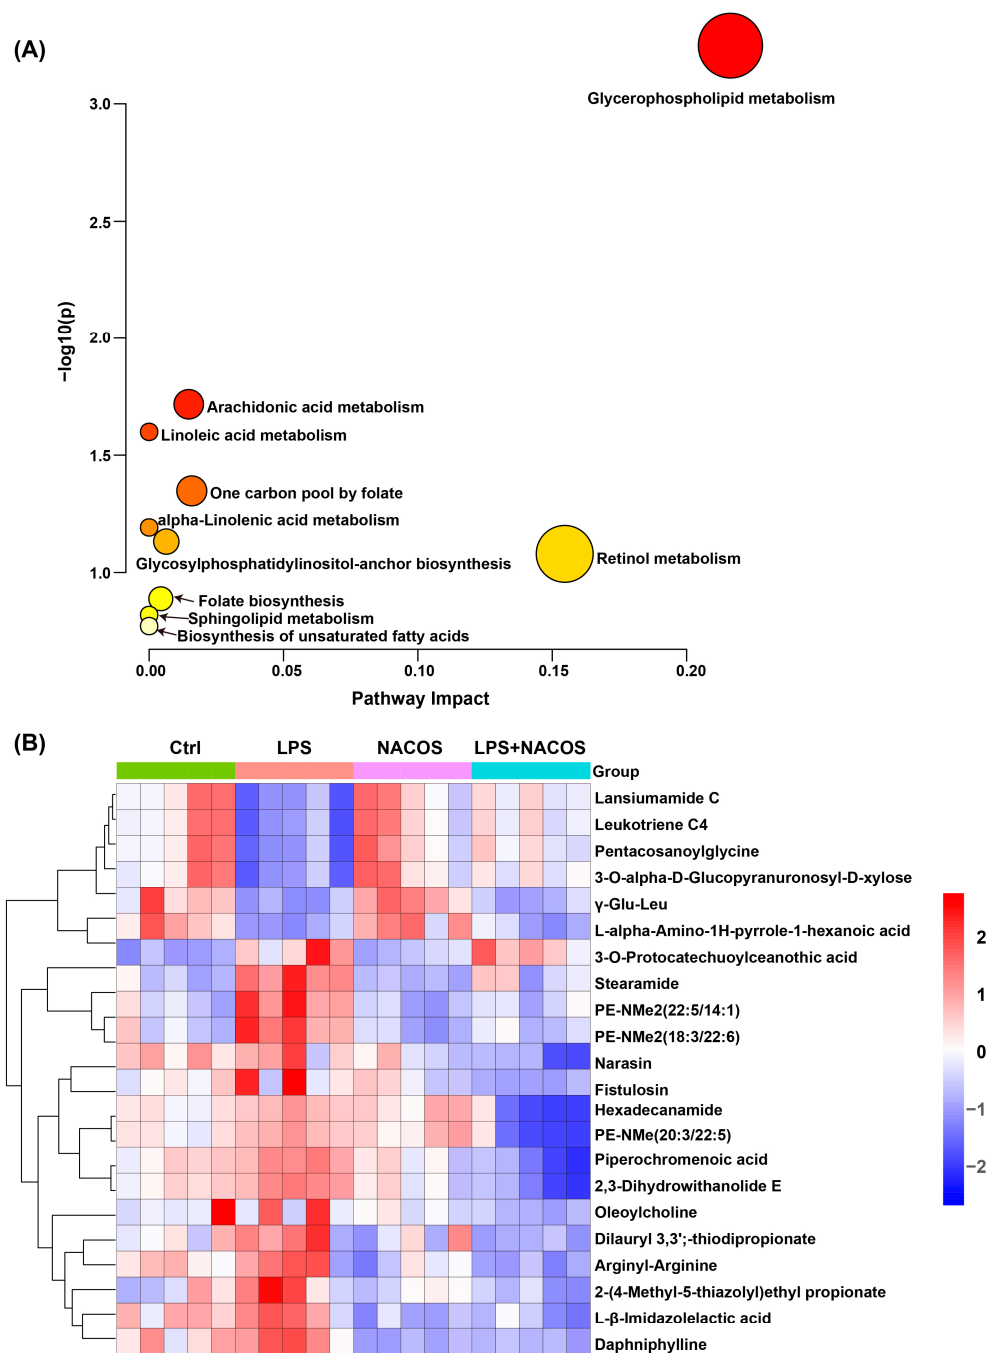 (A)
Glycerophospholipid metabolism
3.0
2.5
2.0
−log10(p)
Arachidonic acid metabolism
Linoleic acid metabolism
1.5
One carbon pool by folate
alpha-Linolenic acid metabolism
Glycosylphosphatidylinositol-anchor biosynthesis
Retinol metabolism
1.0
Folate biosynthesis
Sphingolipid metabolism
Biosynthesis of unsaturated fatty acids
0.00 0.05 0.10 0.15 0.20
Pathway Impact
(B)
Ctrl LPS NACOS LPS+NACOS
Group
Lansiumamide C
Leukotriene C4
Pentacosanoylglycine
3-O-alpha-D-Glucopyranuronosyl-D-xylose
γ-Glu-Leu
L-alpha-Amino-1H-pyrrole-1-hexanoic acid
3-O-Protocatechuoylceanothic acid
Stearamide
PE-NMe2(22:5/14:1)
PE-NMe2(18:3/22:6)
Narasin
Fistulosin
Hexadecanamide
PE-NMe(20:3/22:5)
Piperochromenoic acid
2,3-Dihydrowithanolide E
Oleoylcholine
Dilauryl 3,3';-thiodipropionate
Arginyl-Arginine
2-(4-Methyl-5-thiazolyl)ethyl propionate
L-β-Imidazolelactic acid
Daphniphylline
2
1
0
−1
−2